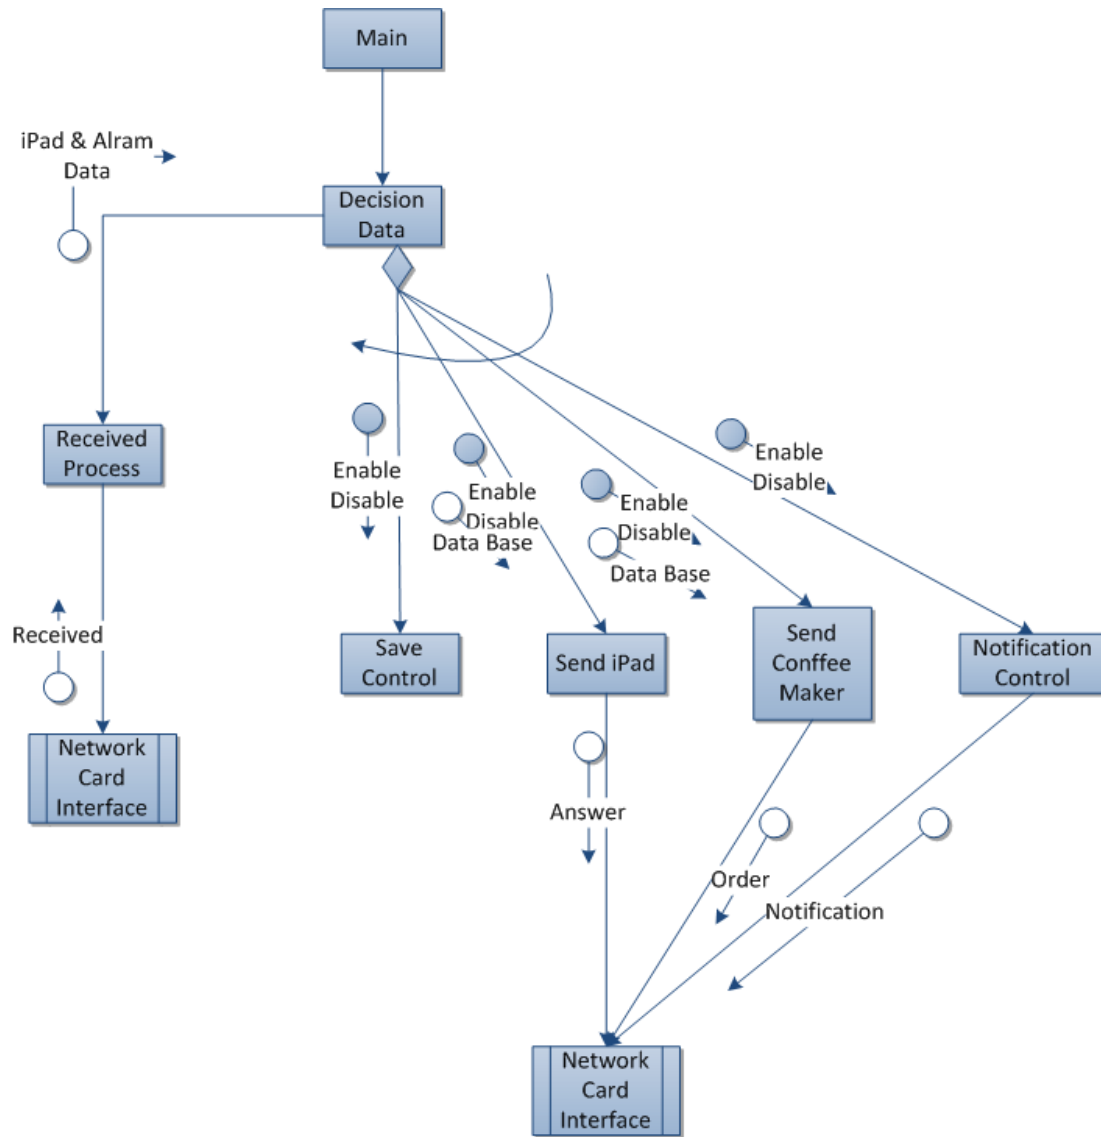 Main
iPad & Alram
Data
Decision
Data
Received
Process
Enable
Disable
Enable
Disable
Data Base
Enable
Disable
Data Base
Enable
Disable
Received
Save
Control
Send iPad
Send
Conffee
Maker
Notification
Control
Network
Card
Interface
Answer
Order
Notification
Network
Card
Interface